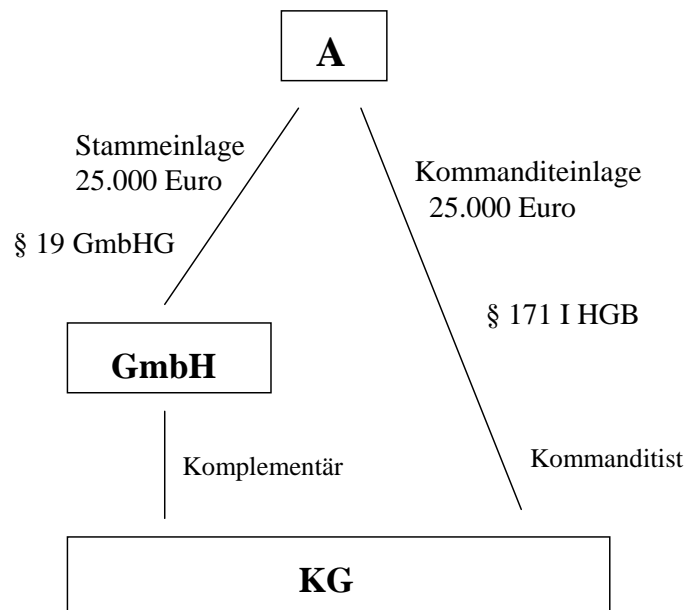 A
Stammeinlage
25.000 Euro
Kommanditeinlage
25.000 Euro
§ 19 GmbHG
§ 171 I HGB
GmbH
Komplementär
Kommanditist
KG